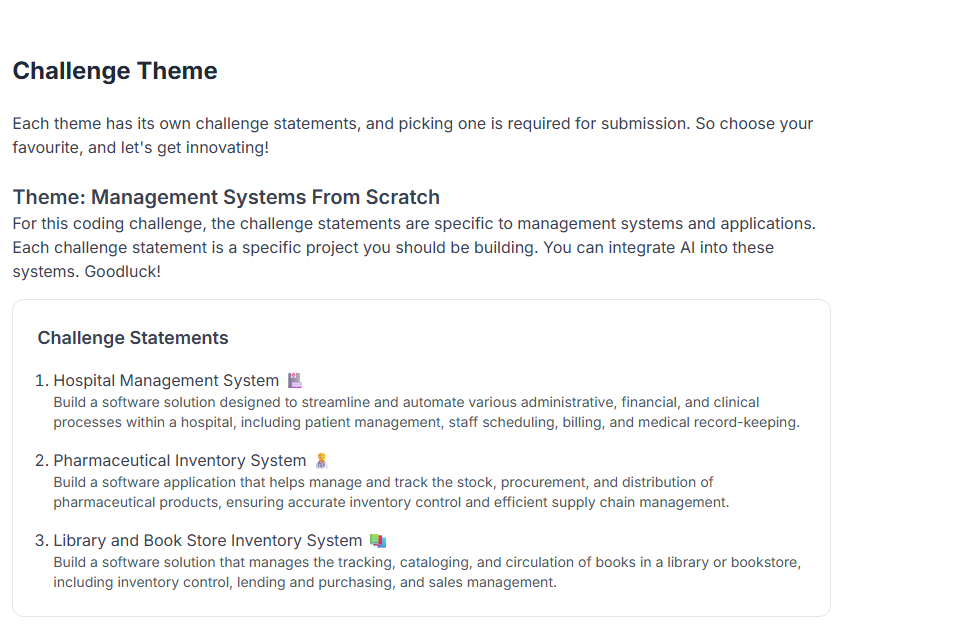 Challenge Theme
Each theme has its own challenge statements, and picking one is required for submission. So choose your
favourite, and let's get innovating!
Theme: Management Systems From Scratch
For this coding challenge, the challenge statements are specific to management systems and applications.
Each challenge statement is a specific project you should be building. You can integrate AI into these
systems. Goodluck!
Challenge Statements
1. Hospital Management System
Build a software solution designed to streamline and automate various administrative, financial, and clinical
processes within a hospital, including patient management, staff scheduling, billing, and medical record-keeping.
2. Pharmaceutical Inventory System
Build a software application that helps manage and track the stock, procurement, and distribution of
pharmaceutical products, ensuring accurate inventory control and efficient supply chain management.
3. Library and Book Store Inventory System
Build a software solution that manages the tracking, cataloging, and circulation of books in a library or bookstore,
including inventory control, lending and purchasing, and sales management.